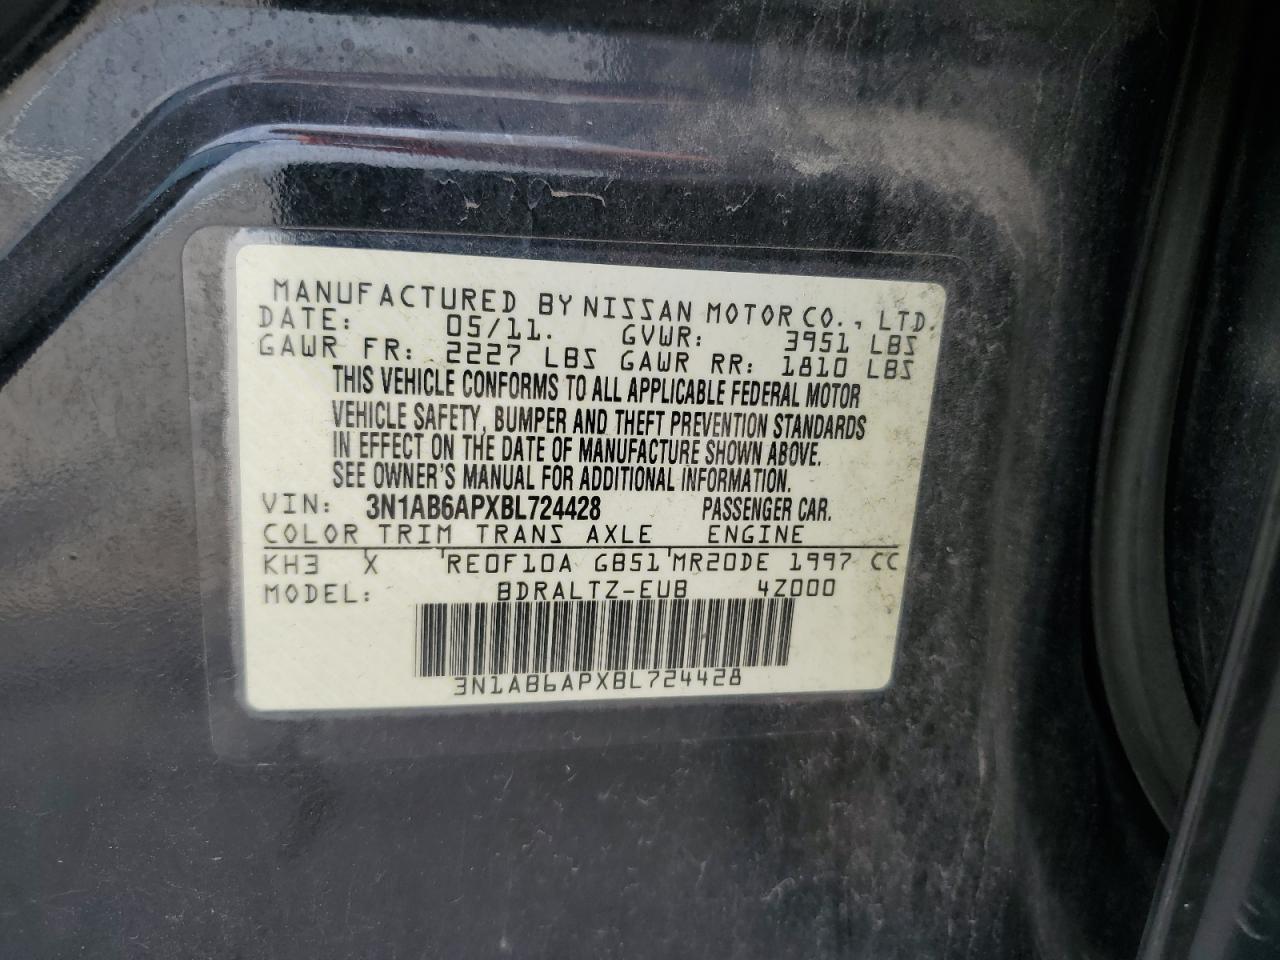 MANUFACTURED BY NISSAN MOTOR CO., LTD.
DATE: 05/11. GVWR: 3951 LBS
GAWR FR: 2227 LBS GAWR RR: 1810 LBS
THIS VEHICLE CONFORMS TO ALL APPLICABLE FEDERAL MOTOR
VEHICLE SAFETY, BUMPER AND THEFT PREVENTION STANDARDS
IN EFFECT ON THE DATE OF MANUFACTURE SHOWN ABOVE.
SEE OWNER'S MANUAL FOR ADDITIONAL INFORMATION.
VIN: 3N1AB6APXBL724428 PASSENGER CAR.
COLOR TRIM TRANS AXLE ENGINE
KH3 X RE0F10A GB51 MR20DE 1997 CC
MODEL: BDRALTZ-EUB 4Z000
3N1AB6APXBL724428